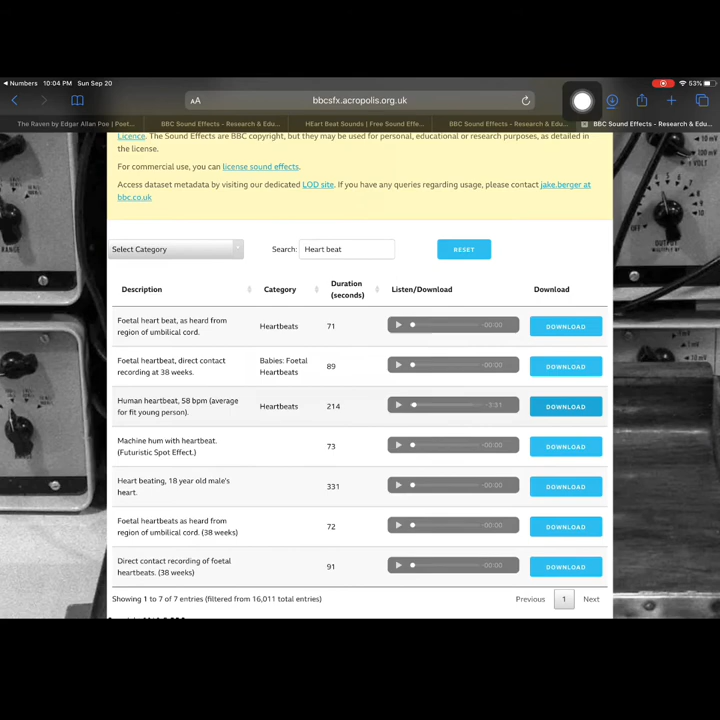 Numbers 10:04 PM Sun Sep 20 53%
AA bbcsfx.acropolis.org.uk
The Raven by Edgar Allan Poe | Poet... BBC Sound Effects - Research & Edu... HEart Beat Sounds | Free Sound Effe... BBC Sound Effects - Research & Edu... BBC Sound Effects - Research & Edu...
Licence. The Sound Effects are BBC copyright, but they may be used for personal, educational or research purposes, as detailed in
the license.
For commercial use, you can license sound effects.
Access dataset metadata by visiting our dedicated LOD site. If you have any queries regarding usage, please contact jake.berger at
bbc.co.uk
Select Category Search: Heart beat RESET
Description Category Duration (seconds) Listen/Download Download
Foetal heart beat, as heard from
region of umbilical cord. Heartbeats 71 -00:00 DOWNLOAD
Foetal heartbeat, direct contact
recording at 38 weeks. Babies: Foetal Heartbeats 89 -00:00 DOWNLOAD
Human heartbeat, 58 bpm (average
for fit young person). Heartbeats 214 -3:31 DOWNLOAD
Machine hum with heartbeat.
(Futuristic Spot Effect.) 73 -00:00 DOWNLOAD
Heart beating, 18 year old male's
heart. 331 -00:00 DOWNLOAD
Foetal heartbeats as heard from
region of umbilical cord. (38 weeks) 72 -00:00 DOWNLOAD
Direct contact recording of foetal
heartbeats. (38 weeks) 91 -00:00 DOWNLOAD
Showing 1 to 7 of 7 entries (filtered from 16,011 total entries) Previous 1 Next
RANGE
OFF
OUTPUT
10 MV
100 MV
VOLT